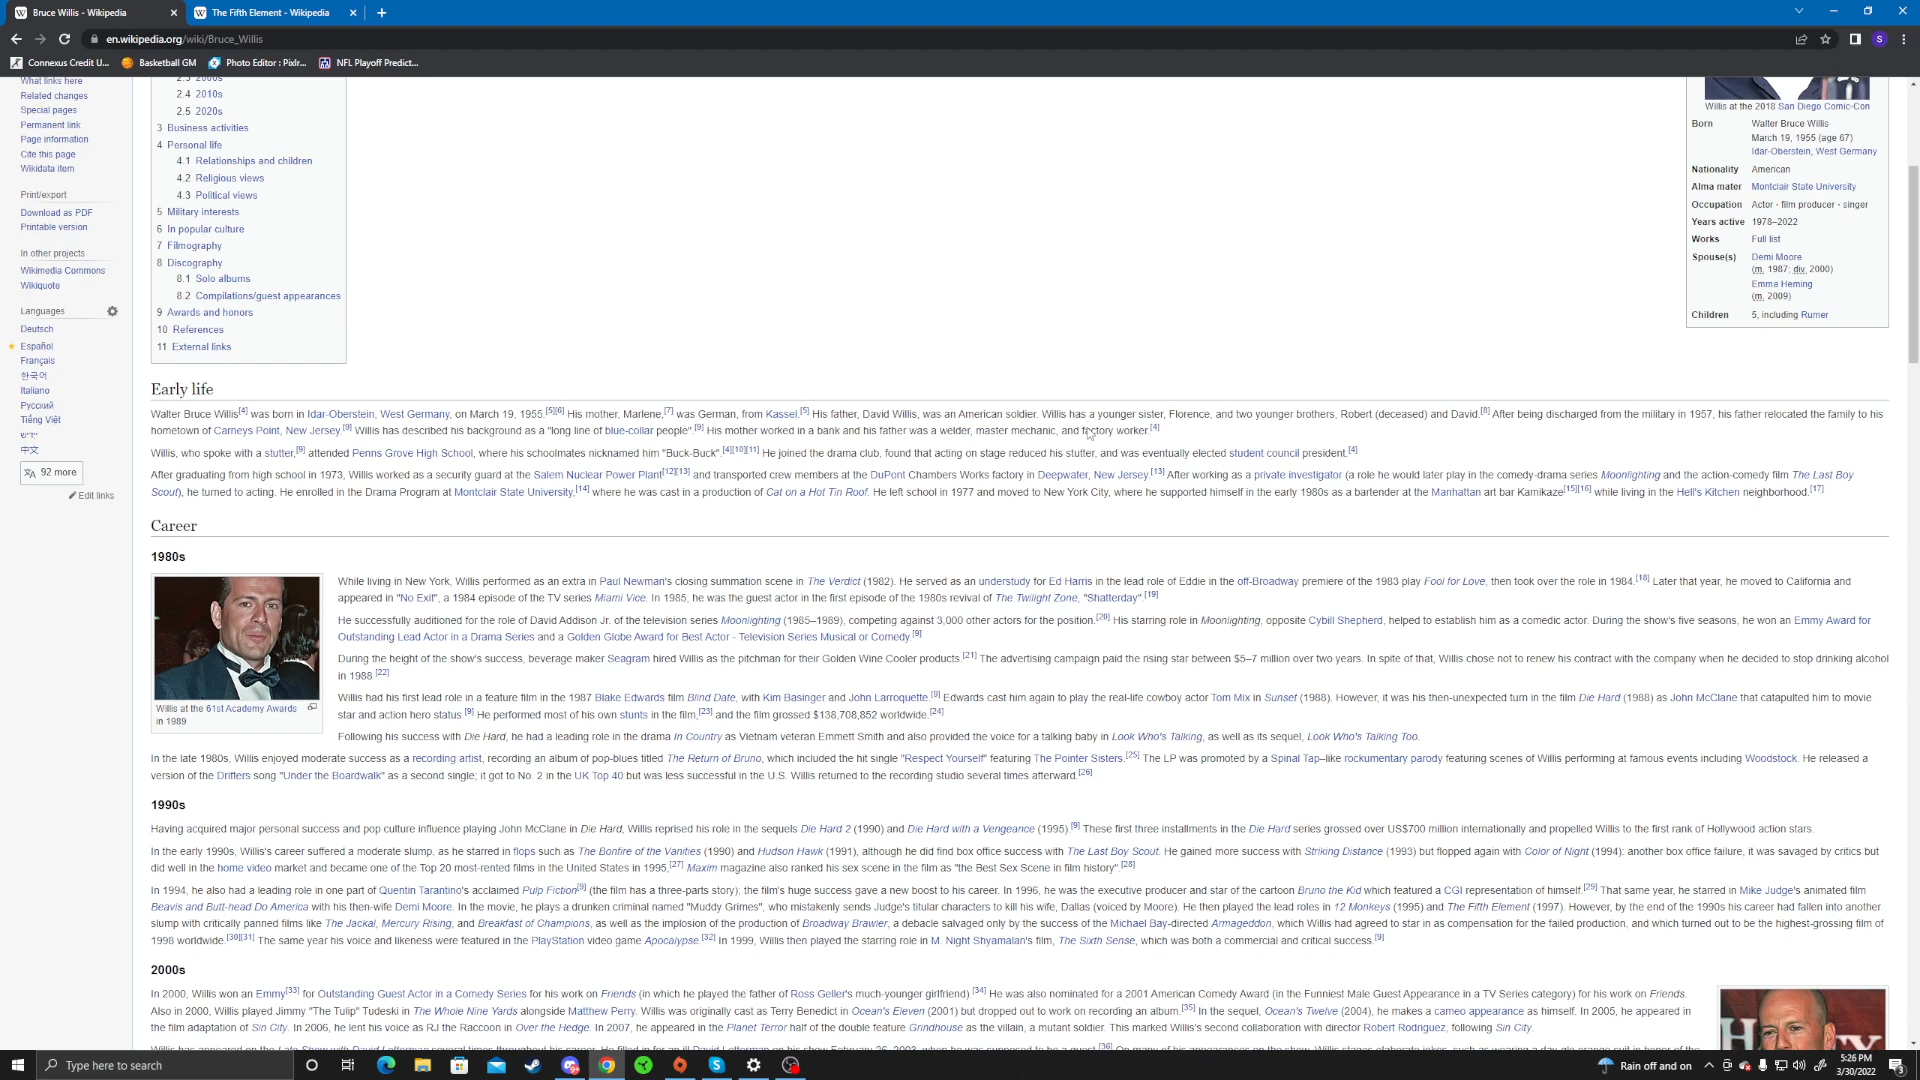 Bruce Willis - Wikipedia
The Fifth Element - Wikipedia
en.wikipedia.org/wiki/Bruce_Willis
S
Connexus Credit U...
Basketball GM
Photo Editor : Pixlr...
NFL Playoff Predict...
What links here
Related changes
Special pages
Permanent link
Page information
Cite this page
Wikidata item
Print/export
Download as PDF
Printable version
In other projects
Wikimedia Commons
Wikiquote
Languages
Deutsch
Español
Français
한국어
Italiano
Русский
Tiếng Việt
ייִדיש
中文
92 more
Edit links
2.3 2000s
2.4 2010s
2.5 2020s
3 Business activities
4 Personal life
4.1 Relationships and children
4.2 Religious views
4.3 Political views
5 Military interests
6 In popular culture
7 Filmography
8 Discography
8.1 Solo albums
8.2 Compilations/guest appearances
9 Awards and honors
10 References
11 External links
Willis at the 2018 San Diego Comic-Con
Born Walter Bruce Willis
March 19, 1955 (age 67)
Idar-Oberstein, West Germany
Nationality American
Alma mater Montclair State University
Occupation Actor - film producer - singer
Years active 1978–2022
Works Full list
Spouse(s) Demi Moore
(m. 1987; div. 2000)
Emma Heming
(m. 2009)
Children 5, including Rumer
Early life
Walter Bruce Willis[4] was born in Idar-Oberstein, West Germany, on March 19, 1955.[5][6] His mother, Marlene,[7] was German, from Kassel.[5] His father, David Willis, was an American soldier. Willis has a younger sister, Florence, and two younger brothers, Robert (deceased) and David.[8] After being discharged from the military in 1957, his father relocated the family to his
hometown of Carneys Point, New Jersey.[9] Willis has described his background as a "long line of blue-collar people".[9] His mother worked in a bank and his father was a welder, master mechanic, and factory worker.[4]
Willis, who spoke with a stutter,[9] attended Penns Grove High School, where his schoolmates nicknamed him "Buck-Buck".[4][10][11] He joined the drama club, found that acting on stage reduced his stutter, and was eventually elected student council president.[4]
After graduating from high school in 1973, Willis worked as a security guard at the Salem Nuclear Power Plant[12][13] and transported crew members at the DuPont Chambers Works factory in Deepwater, New Jersey.[13] After working as a private investigator (a role he would later play in the comedy-drama series Moonlighting and the action-comedy film The Last Boy
Scout), he turned to acting. He enrolled in the Drama Program at Montclair State University,[14] where he was cast in a production of Cat on a Hot Tin Roof. He left school in 1977 and moved to New York City, where he supported himself in the early 1980s as a bartender at the Manhattan art bar Kamikaze[15][16] while living in the Hell's Kitchen neighborhood.[17]
Career
1980s
Willis at the 61st Academy Awards
in 1989
While living in New York, Willis performed as an extra in Paul Newman's closing summation scene in The Verdict (1982). He served as an understudy for Ed Harris in the lead role of Eddie in the off-Broadway premiere of the 1983 play Fool for Love, then took over the role in 1984.[18] Later that year, he moved to California and
appeared in "No Exit", a 1984 episode of the TV series Miami Vice. In 1985, he was the guest actor in the first episode of the 1980s revival of The Twilight Zone, "Shatterday".[19]
He successfully auditioned for the role of David Addison Jr. of the television series Moonlighting (1985–1989), competing against 3,000 other actors for the position.[20] His starring role in Moonlighting, opposite Cybill Shepherd, helped to establish him as a comedic actor. During the show's five seasons, he won an Emmy Award for
Outstanding Lead Actor in a Drama Series and a Golden Globe Award for Best Actor - Television Series Musical or Comedy.[9]
During the height of the show's success, beverage maker Seagram hired Willis as the pitchman for their Golden Wine Cooler products.[21] The advertising campaign paid the rising star between $5–7 million over two years. In spite of that, Willis chose not to renew his contract with the company when he decided to stop drinking alcohol
in 1988.[22]
Willis had his first lead role in a feature film in the 1987 Blake Edwards film Blind Date, with Kim Basinger and John Larroquette.[9] Edwards cast him again to play the real-life cowboy actor Tom Mix in Sunset (1988). However, it was his then-unexpected turn in the film Die Hard (1988) as John McClane that catapulted him to movie
star and action hero status.[9] He performed most of his own stunts in the film,[23] and the film grossed $138,708,852 worldwide.[24]
Following his success with Die Hard, he had a leading role in the drama In Country as Vietnam veteran Emmett Smith and also provided the voice for a talking baby in Look Who's Talking, as well as its sequel, Look Who's Talking Too.
In the late 1980s, Willis enjoyed moderate success as a recording artist, recording an album of pop-blues titled The Return of Bruno, which included the hit single "Respect Yourself" featuring The Pointer Sisters.[25] The LP was promoted by a Spinal Tap–like rockumentary parody featuring scenes of Willis performing at famous events including Woodstock. He released a
version of the Drifters song "Under the Boardwalk" as a second single; it got to No. 2 in the UK Top 40 but was less successful in the U.S. Willis returned to the recording studio several times afterward.[26]
1990s
Having acquired major personal success and pop culture influence playing John McClane in Die Hard, Willis reprised his role in the sequels Die Hard 2 (1990) and Die Hard with a Vengeance (1995).[9] These first three installments in the Die Hard series grossed over US$700 million internationally and propelled Willis to the first rank of Hollywood action stars.
In the early 1990s, Willis's career suffered a moderate slump, as he starred in flops such as The Bonfire of the Vanities (1990) and Hudson Hawk (1991), although he did find box office success with The Last Boy Scout. He gained more success with Striking Distance (1993) but flopped again with Color of Night (1994): another box office failure, it was savaged by critics but
did well in the home video market and became one of the Top 20 most-rented films in the United States in 1995.[27] Maxim magazine also ranked his sex scene in the film as "the Best Sex Scene in film history".[28]
In 1994, he also had a leading role in one part of Quentin Tarantino's acclaimed Pulp Fiction[9] (the film has a three-parts story); the film's huge success gave a new boost to his career. In 1996, he was the executive producer and star of the cartoon Bruno the Kid which featured a CGI representation of himself.[29] That same year, he starred in Mike Judge's animated film
Beavis and Butt-head Do America with his then-wife Demi Moore. In the movie, he plays a drunken criminal named "Muddy Grimes", who mistakenly sends Judge's titular characters to kill his wife, Dallas (voiced by Moore). He then played the lead roles in 12 Monkeys (1995) and The Fifth Element (1997). However, by the end of the 1990s his career had fallen into another
slump with critically panned films like The Jackal, Mercury Rising, and Breakfast of Champions, as well as the implosion of the production of Broadway Brawler, a debacle salvaged only by the success of the Michael Bay-directed Armageddon, which Willis had agreed to star in as compensation for the failed production, and which turned out to be the highest-grossing film of
1998 worldwide.[30][31] The same year his voice and likeness were featured in the PlayStation video game Apocalypse.[32] In 1999, Willis then played the starring role in M. Night Shyamalan's film, The Sixth Sense, which was both a commercial and critical success.[9]
2000s
In 2000, Willis won an Emmy[33] for Outstanding Guest Actor in a Comedy Series for his work on Friends (in which he played the father of Ross Geller's much-younger girlfriend).[34] He was also nominated for a 2001 American Comedy Award (in the Funniest Male Guest Appearance in a TV Series category) for his work on Friends.
Also in 2000, Willis played Jimmy "The Tulip" Tudeski in The Whole Nine Yards alongside Matthew Perry. Willis was originally cast as Terry Benedict in Ocean's Eleven (2001) but dropped out to work on recording an album.[35] In the sequel, Ocean's Twelve (2004), he makes a cameo appearance as himself. In 2005, he appeared in
the film adaptation of Sin City. In 2006, he lent his voice as RJ the Raccoon in Over the Hedge. In 2007, he appeared in the Planet Terror half of the double feature Grindhouse as the villain, a mutant soldier. This marked Willis's second collaboration with director Robert Rodriguez, following Sin City.
Type here to search
Rain off and on
5:26 PM
3/30/2022
3